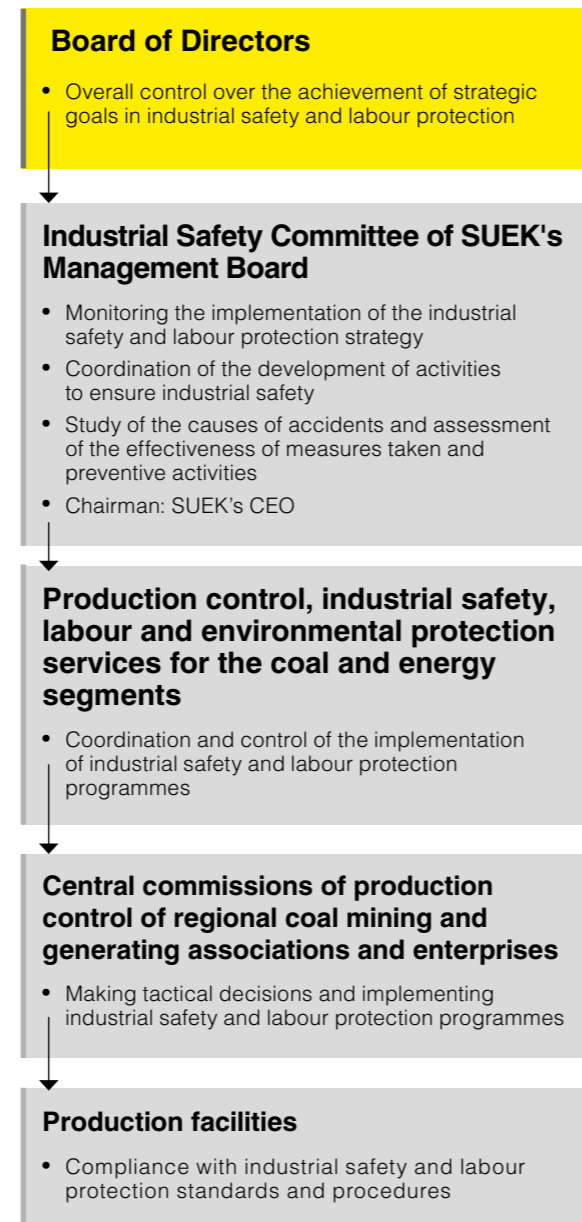 Board of Directors
• Overall control over the achievement of strategic
goals in industrial safety and labour protection
Industrial Safety Committee of SUEK's
Management Board
• Monitoring the implementation of the industrial
safety and labour protection strategy
• Coordination of the development of activities
to ensure industrial safety
• Study of the causes of accidents and assessment
of the effectiveness of measures taken and
preventive activities
• Chairman: SUEK’s CEO
Production control, industrial safety,
labour and environmental protection
services for the coal and energy
segments
• Coordination and control of the implementation
of industrial safety and labour protection
programmes
Central commissions of production
control of regional coal mining and
generating associations and enterprises
• Making tactical decisions and implementing
industrial safety and labour protection programmes
Production facilities
• Compliance with industrial safety and labour
protection standards and procedures